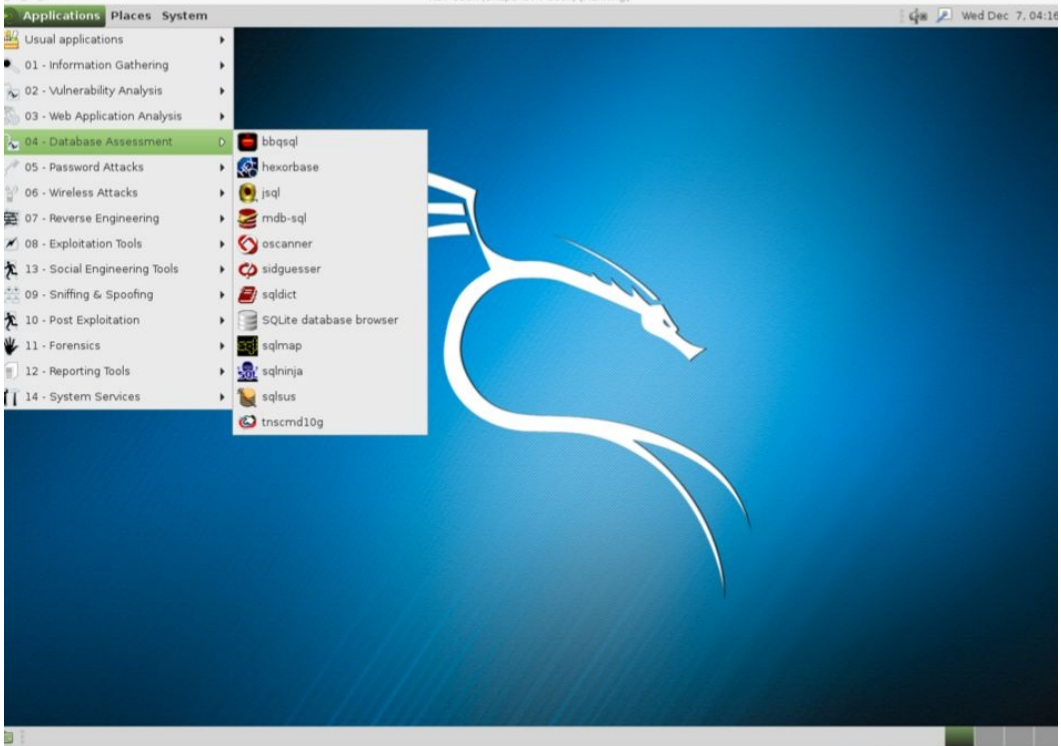 Applications Places System
Wed Dec 7, 04:16
Usual applications
01 - Information Gathering
02 - Vulnerability Analysis
03 - Web Application Analysis
04 - Database Assessment
05 - Password Attacks
06 - Wireless Attacks
07 - Reverse Engineering
08 - Exploitation Tools
13 - Social Engineering Tools
09 - Sniffing & Spoofing
10 - Post Exploitation
11 - Forensics
12 - Reporting Tools
14 - System Services
bbqsql
hexorbase
jsql
mdb-sql
oscanner
sidguesser
sqldict
SQLite database browser
sqlmap
sqlninja
sqlsus
tnscmd10g